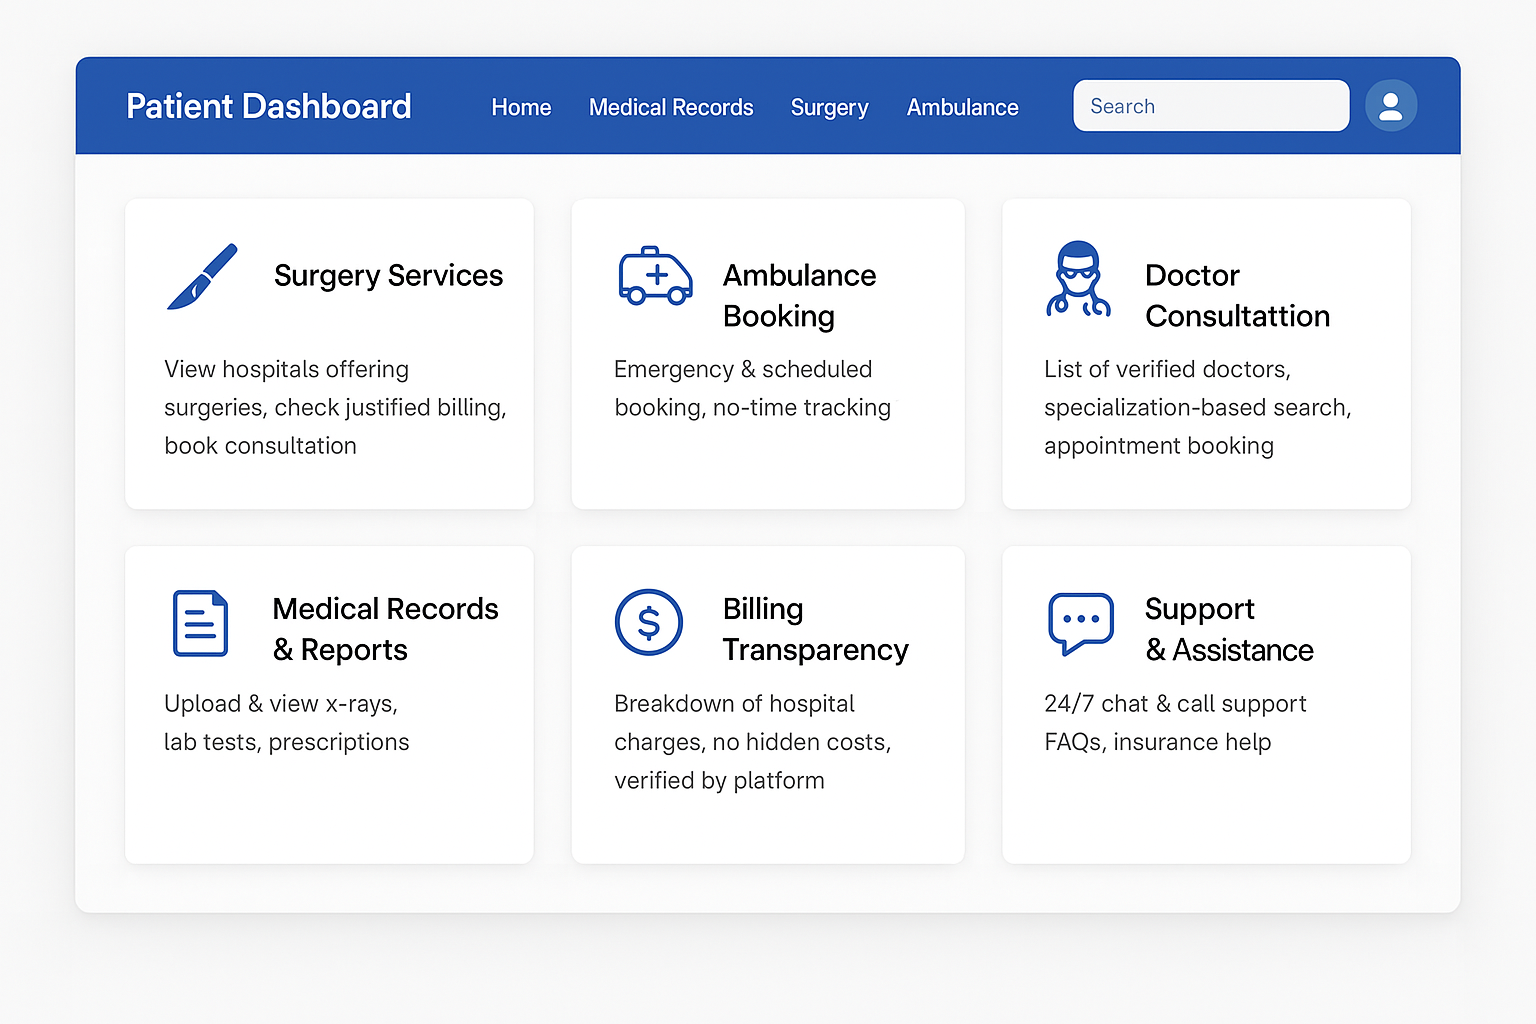 Patient Dashboard
Home
Medical Records
Surgery
Ambulance
Search
Surgery Services
View hospitals offering
surgeries, check justified billing,
book consultation
Ambulance
Booking
Emergency & scheduled
booking, no-time tracking
Doctor
Consultattion
List of verified doctors,
specialization-based search,
appointment booking
Medical Records
& Reports
Upload & view x-rays,
lab tests, prescriptions
$
Billing
Transparency
Breakdown of hospital
charges, no hidden costs,
verified by platform
Support
& Assistance
24/7 chat & call support
FAQs, insurance help